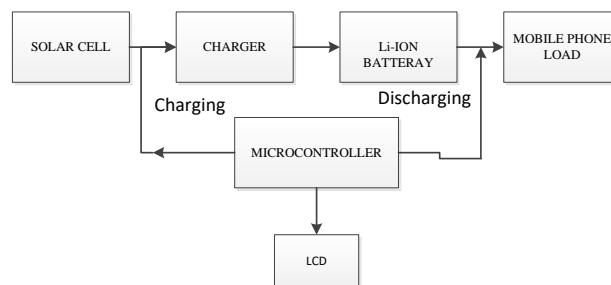 SOLAR CELL
CHARGER
Li-ION
BATTERAY
MOBILE PHONE
LOAD
Charging
Discharging
MICROCONTROLLER
LCD